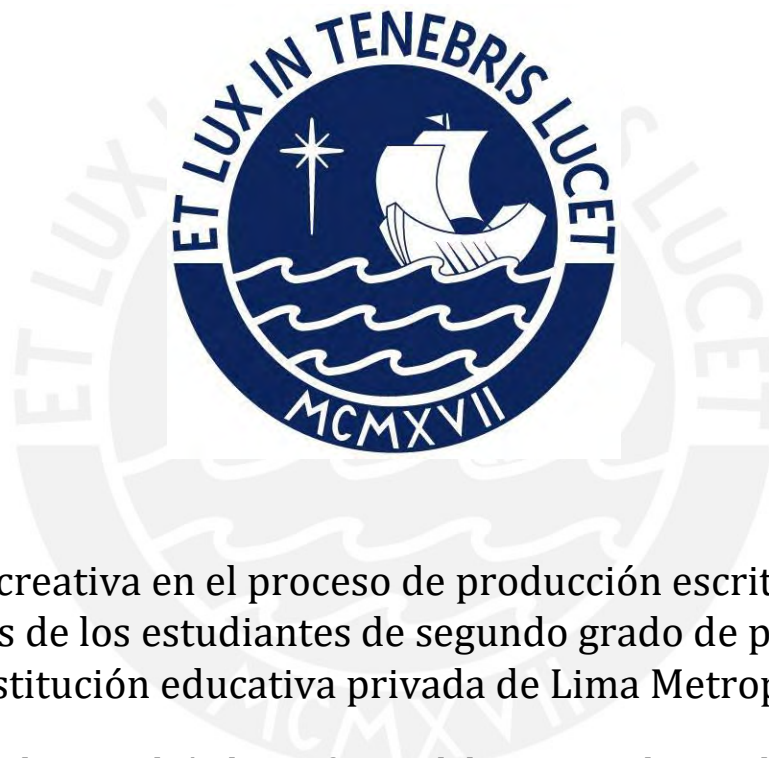 ET LUX IN TENEBRIS LUCET
MCMXVII
creativa en el proceso de producción escrit
s de los estudiantes de segundo grado de p
stitución educativa privada de Lima Metrop